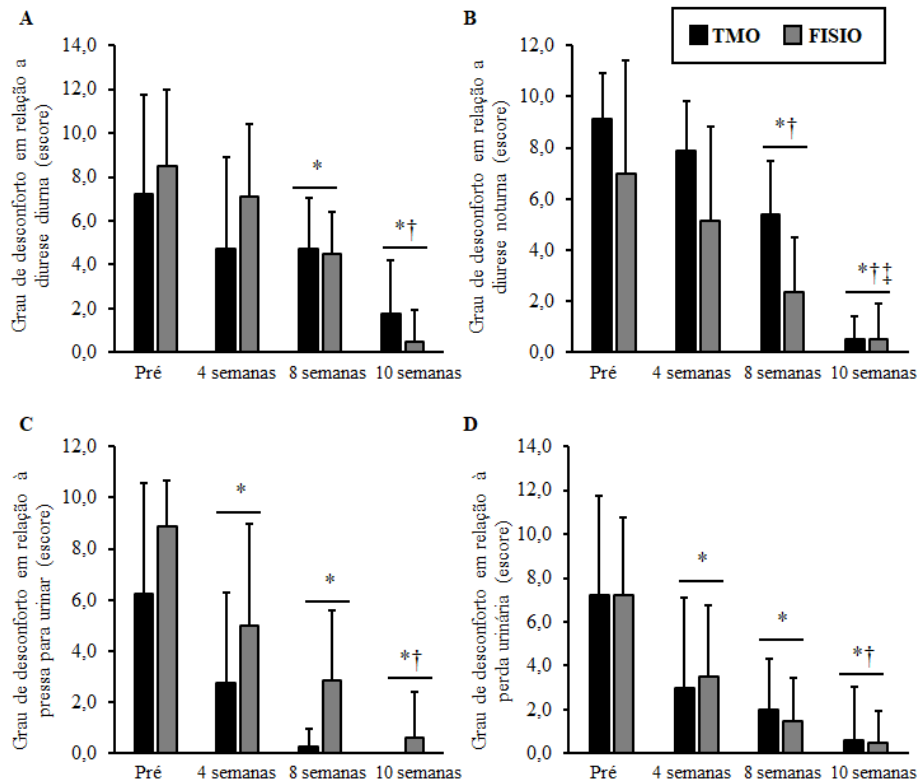 A
14,0
12,0
10,0
8,0
6,0
4,0
2,0
0,0
Grau de desconforto em relação a
diurese diurna (escore)
*
*†
Pré
4 semanas
8 semanas
10 semanas
B
TMO
FISIO
12,0
10,0
8,0
6,0
4,0
2,0
0,0
Grau de desconforto em relação a
diurese noturna (escore)
*†
*†‡
Pré
4 semanas
8 semanas
10 semanas
C
12,0
10,0
8,0
6,0
4,0
2,0
0,0
Grau de desconforto em relação à
pressa para urinar (escore)
*
*
*†
Pré
4 semanas
8 semanas
10 semanas
D
14,0
12,0
10,0
8,0
6,0
4,0
2,0
0,0
Grau de desconforto em relação à
perda urinária (escore)
*
*
*†
Pré
4 semanas
8 semanas
10 semanas